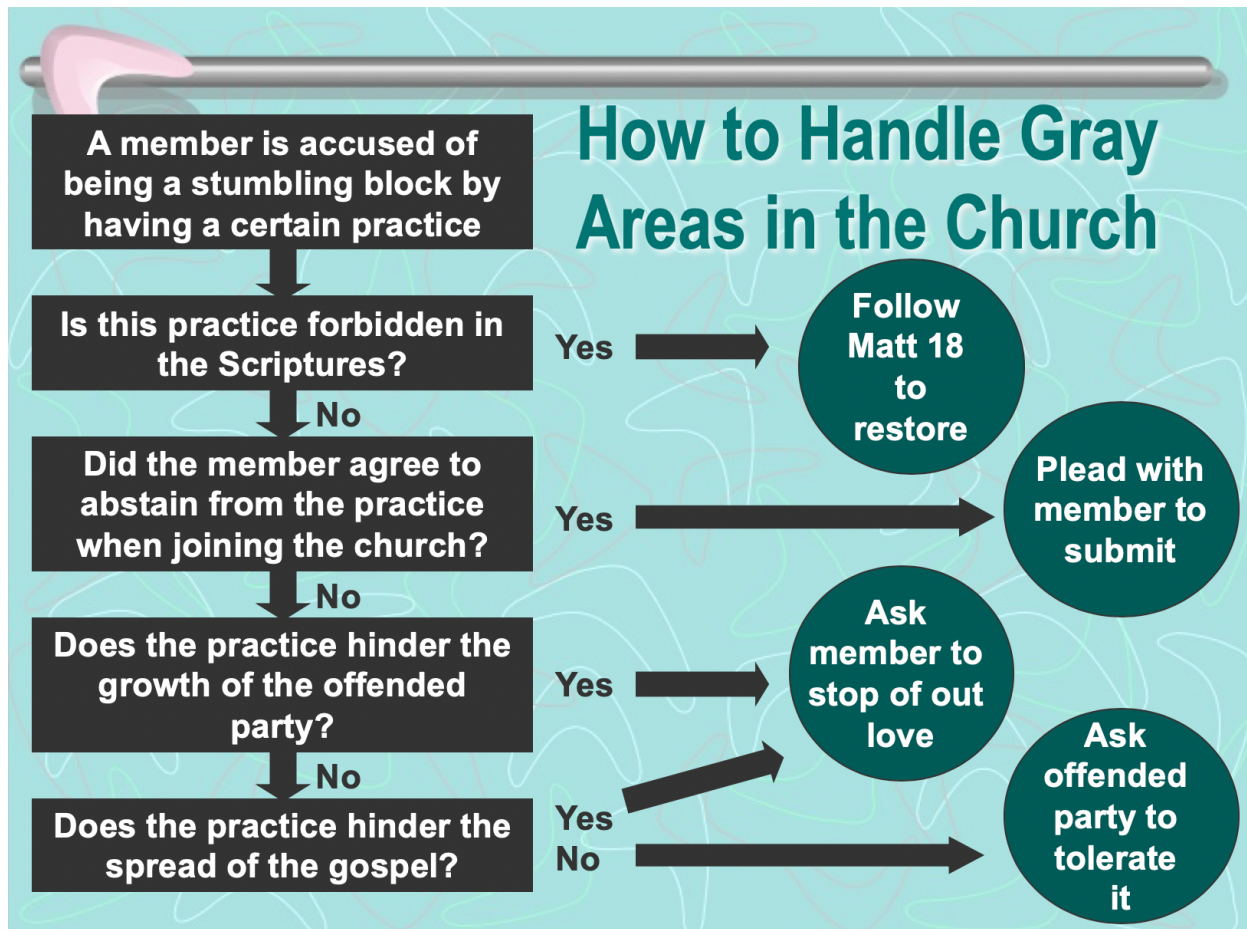 How to Handle Gray
Areas in the Church
A member is accused of
being a stumbling block by
having a certain practice
Is this practice forbidden in
the Scriptures?
Yes
Follow
Matt 18
to
restore
No
Did the member agree to
abstain from the practice
when joining the church?
Yes
Plead with
member to
submit
No
Does the practice hinder the
growth of the offended
party?
Yes
Ask
member to
stop of out
love
No
Does the practice hinder the
spread of the gospel?
Yes
No
Ask
offended
party to
tolerate
it